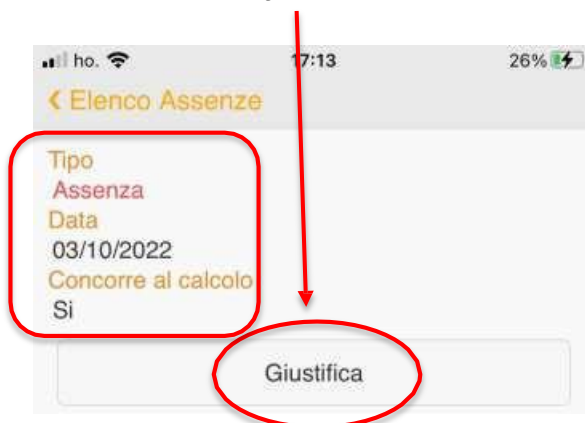 ho. 17:13 26%
< Elenco Assenze
Tipo
Assenza
Data
03/10/2022
Concorre al calcolo
Si
Giustifica